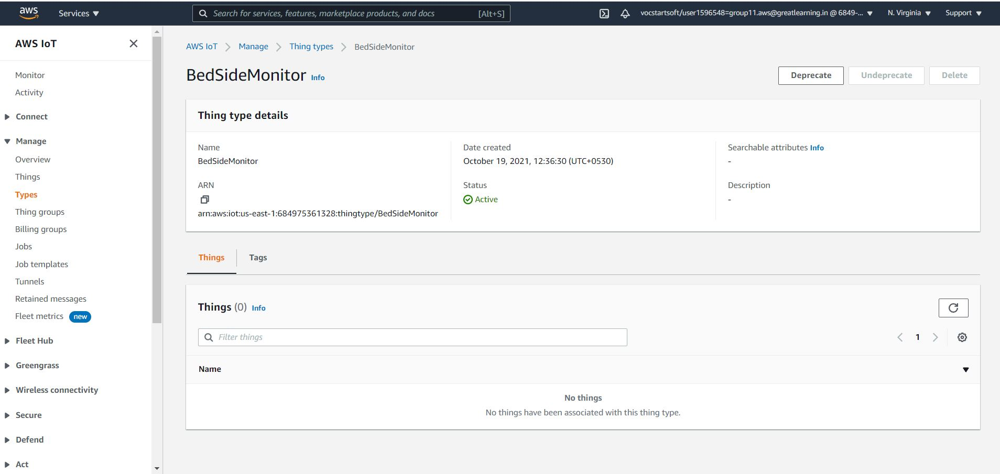 aws
Services
Search for services, features, marketplace products, and docs [Alt+S]
vocstartsoft/user1596548=group11.aws@greatlearning.in @ 6849-...
N. Virginia
Support
AWS IoT
Monitor
Activity
Connect
Manage
Overview
Things
Types
Thing groups
Billing groups
Jobs
Job templates
Tunnels
Retained messages
Fleet metrics new
Fleet Hub
Greengrass
Wireless connectivity
Secure
Defend
Act
AWS IoT > Manage > Thing types > BedSideMonitor
BedSideMonitor Info
Deprecate
Undeprecate
Delete
Thing type details
Name
BedSideMonitor
ARN
arn:aws:iot:us-east-1:684975361328:thingtype/BedSideMonitor
Date created
October 19, 2021, 12:36:30 (UTC+0530)
Status
Active
Searchable attributes Info
-
Description
-
Things
Tags
Things (0) Info
Filter things
1
Name
No things
No things have been associated with this thing type.